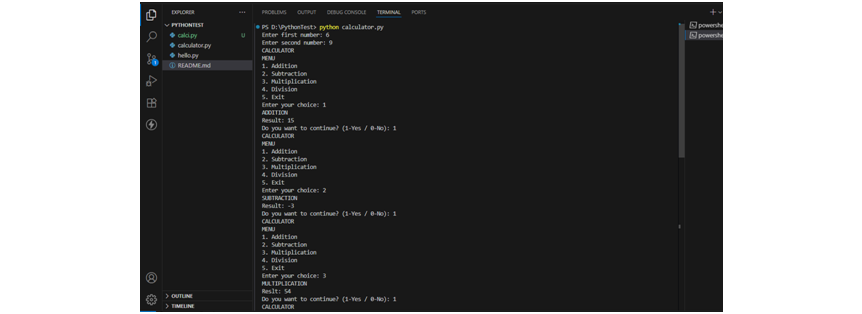 EXPLORER ···
PYTHONTEST
calci.py U
calculator.py
hello.py
README.md
OUTLINE
TIMELINE
PROBLEMS OUTPUT DEBUG CONSOLE TERMINAL PORTS
PS D:\PythonTest> python calculator.py
Enter first number: 6
Enter second number: 9
CALCULATOR
MENU
1. Addition
2. Subtraction
3. Multiplication
4. Division
5. Exit
Enter your choice: 1
ADDITION
Result: 15
Do you want to continue? (1-Yes / 0-No): 1
CALCULATOR
MENU
1. Addition
2. Subtraction
3. Multiplication
4. Division
5. Exit
Enter your choice: 2
SUBTRACTION
Result: -3
Do you want to continue? (1-Yes / 0-No): 1
CALCULATOR
MENU
1. Addition
2. Subtraction
3. Multiplication
4. Division
5. Exit
Enter your choice: 3
MULTIPLICATION
Reslt: 54
Do you want to continue? (1-Yes / 0-No): 1
CALCULATOR
powershe
powershe